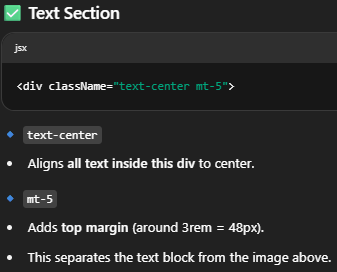 ✅ Text Section
jsx
<div className="text-center mt-5">
🔹 text-center
• Aligns all text inside this div to center.
🔹 mt-5
• Adds top margin (around 3rem = 48px).
• This separates the text block from the image above.